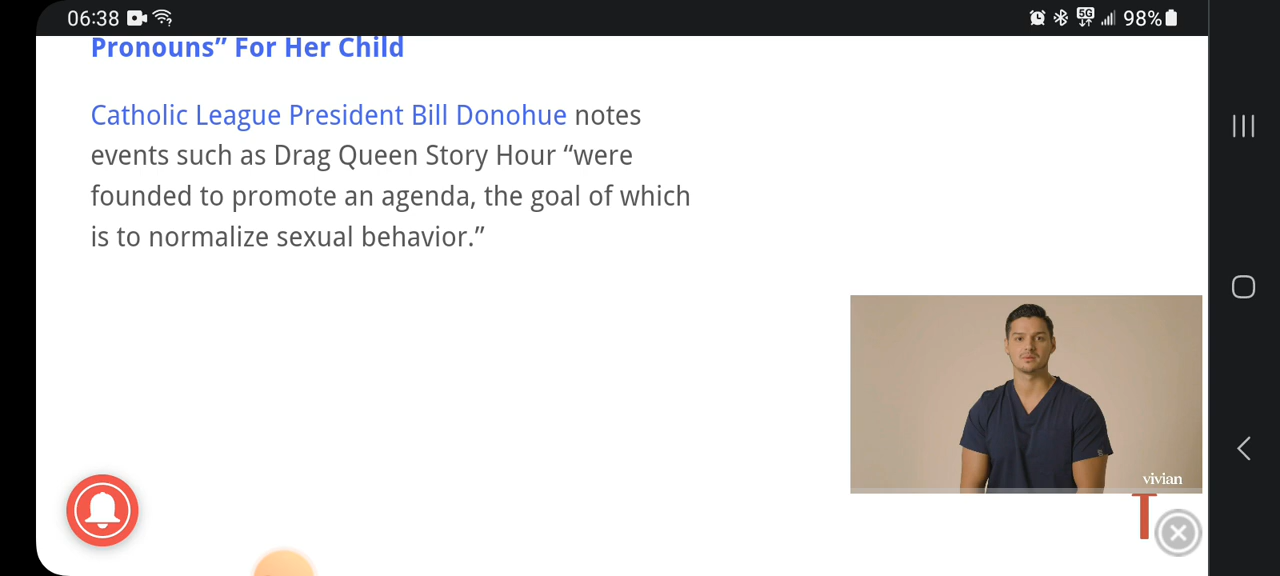 06:38
5G
98%
Pronouns” For Her Child
Catholic League President Bill Donohue notes
events such as Drag Queen Story Hour “were
founded to promote an agenda, the goal of which
is to normalize sexual behavior.”
vivian
T